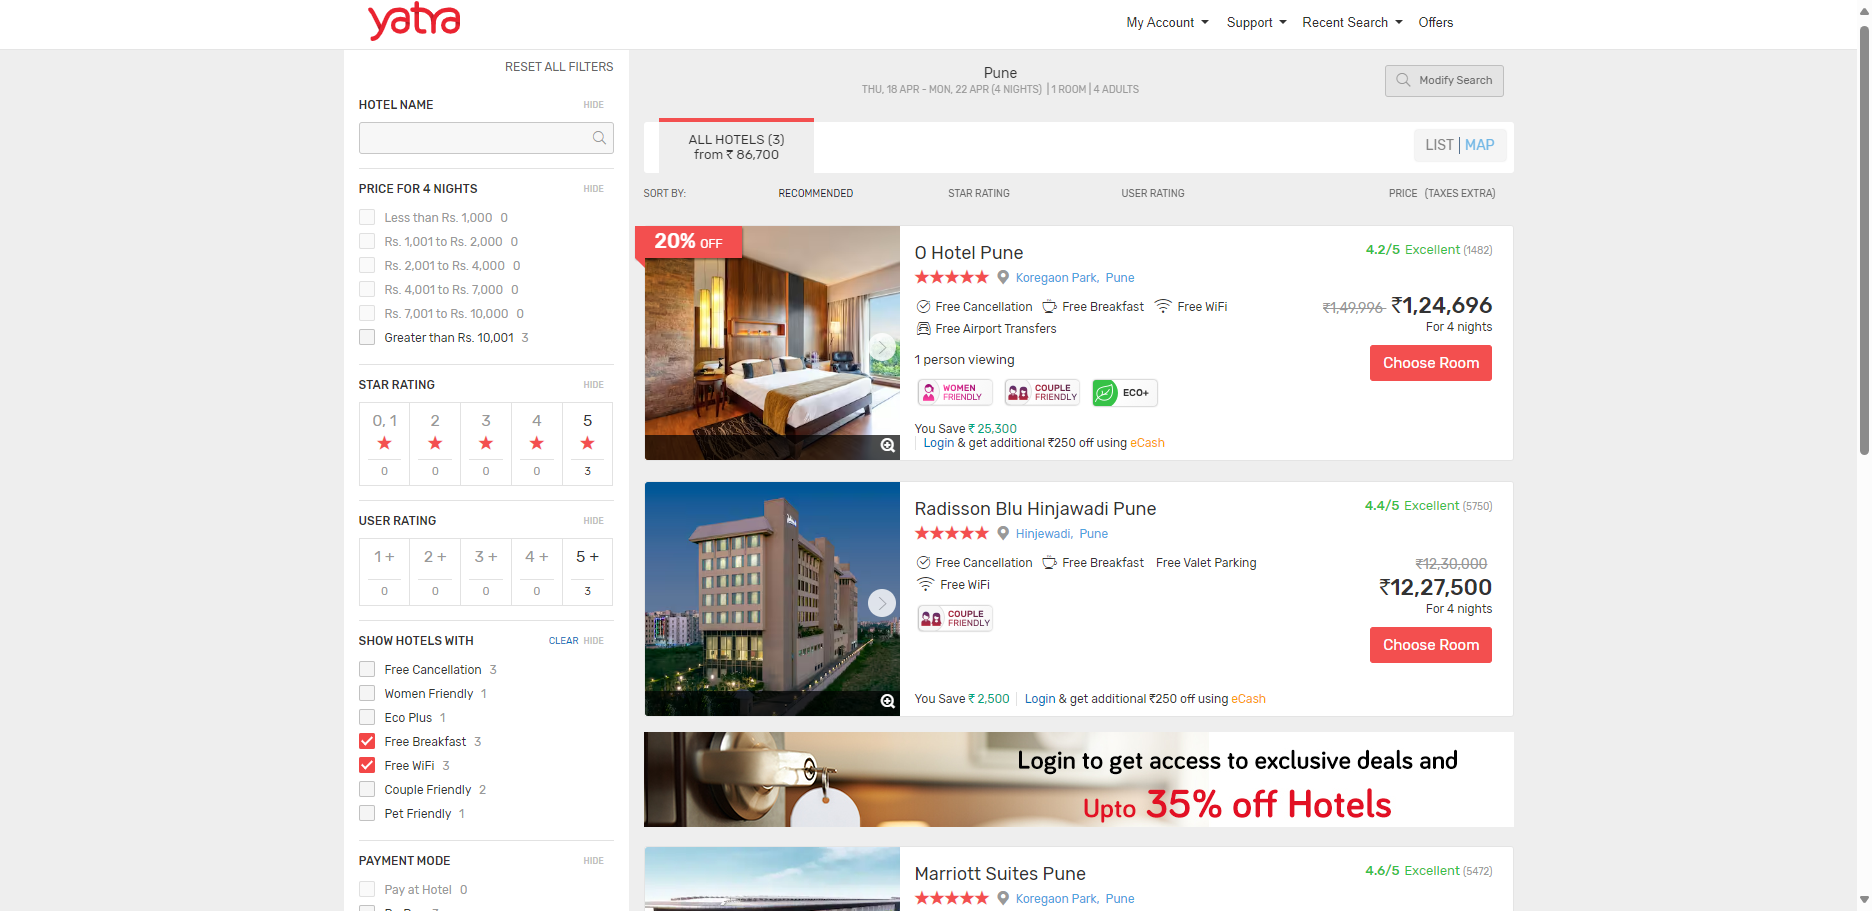 yatra
My Account
Support
Recent Search
Offers
RESET ALL FILTERS
HOTEL NAME HIDE
PRICE FOR 4 NIGHTS HIDE
Less than Rs. 1,000 0
Rs. 1,001 to Rs. 2,000 0
Rs. 2,001 to Rs. 4,000 0
Rs. 4,001 to Rs. 7,000 0
Rs. 7,001 to Rs. 10,000 0
Greater than Rs. 10,001 3
STAR RATING HIDE
0, 1 2 3 4 5
0 0 0 0 3
USER RATING HIDE
1 + 2 + 3 + 4 + 5 +
0 0 0 0 3
SHOW HOTELS WITH CLEAR HIDE
Free Cancellation 3
Women Friendly 1
Eco Plus 1
Free Breakfast 3
Free WiFi 3
Couple Friendly 2
Pet Friendly 1
PAYMENT MODE HIDE
Pay at Hotel 0
Pune
THU, 18 APR - MON, 22 APR (4 NIGHTS) | 1 ROOM | 4 ADULTS
Modify Search
ALL HOTELS (3)
from ₹ 86,700
LIST | MAP
SORT BY: RECOMMENDED STAR RATING USER RATING PRICE (TAXES EXTRA)
20% OFF
O Hotel Pune
4.2/5 Excellent (1482)
Koregaon Park, Pune
Free Cancellation Free Breakfast Free WiFi
Free Airport Transfers
₹1,49,996 ₹1,24,696
For 4 nights
Choose Room
1 person viewing
WOMEN FRIENDLY
COUPLE FRIENDLY
ECO+
You Save ₹ 25,300
Login & get additional ₹250 off using eCash
Radisson Blu Hinjawadi Pune
4.4/5 Excellent (5750)
Hinjewadi, Pune
Free Cancellation Free Breakfast Free Valet Parking
Free WiFi
₹12,30,000
₹12,27,500
For 4 nights
Choose Room
COUPLE FRIENDLY
You Save ₹ 2,500 Login & get additional ₹250 off using eCash
Login to get access to exclusive deals and
Upto 35% off Hotels
Marriott Suites Pune
4.6/5 Excellent (5472)
Koregaon Park, Pune